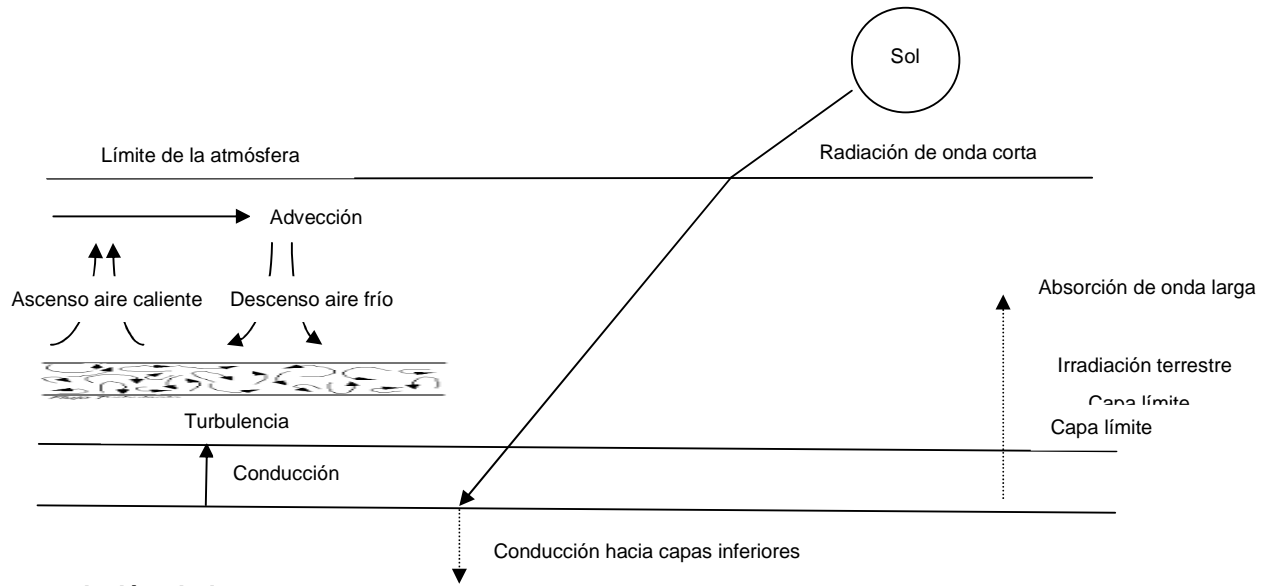 Sol
Límite de la atmósfera
Radiación de onda corta
Advección
Ascenso aire caliente
Descenso aire frío
Absorción de onda larga
Irradiación terrestre
Capa límite
Turbulencia
Capa límite
Conducción
Conducción hacia capas inferiores